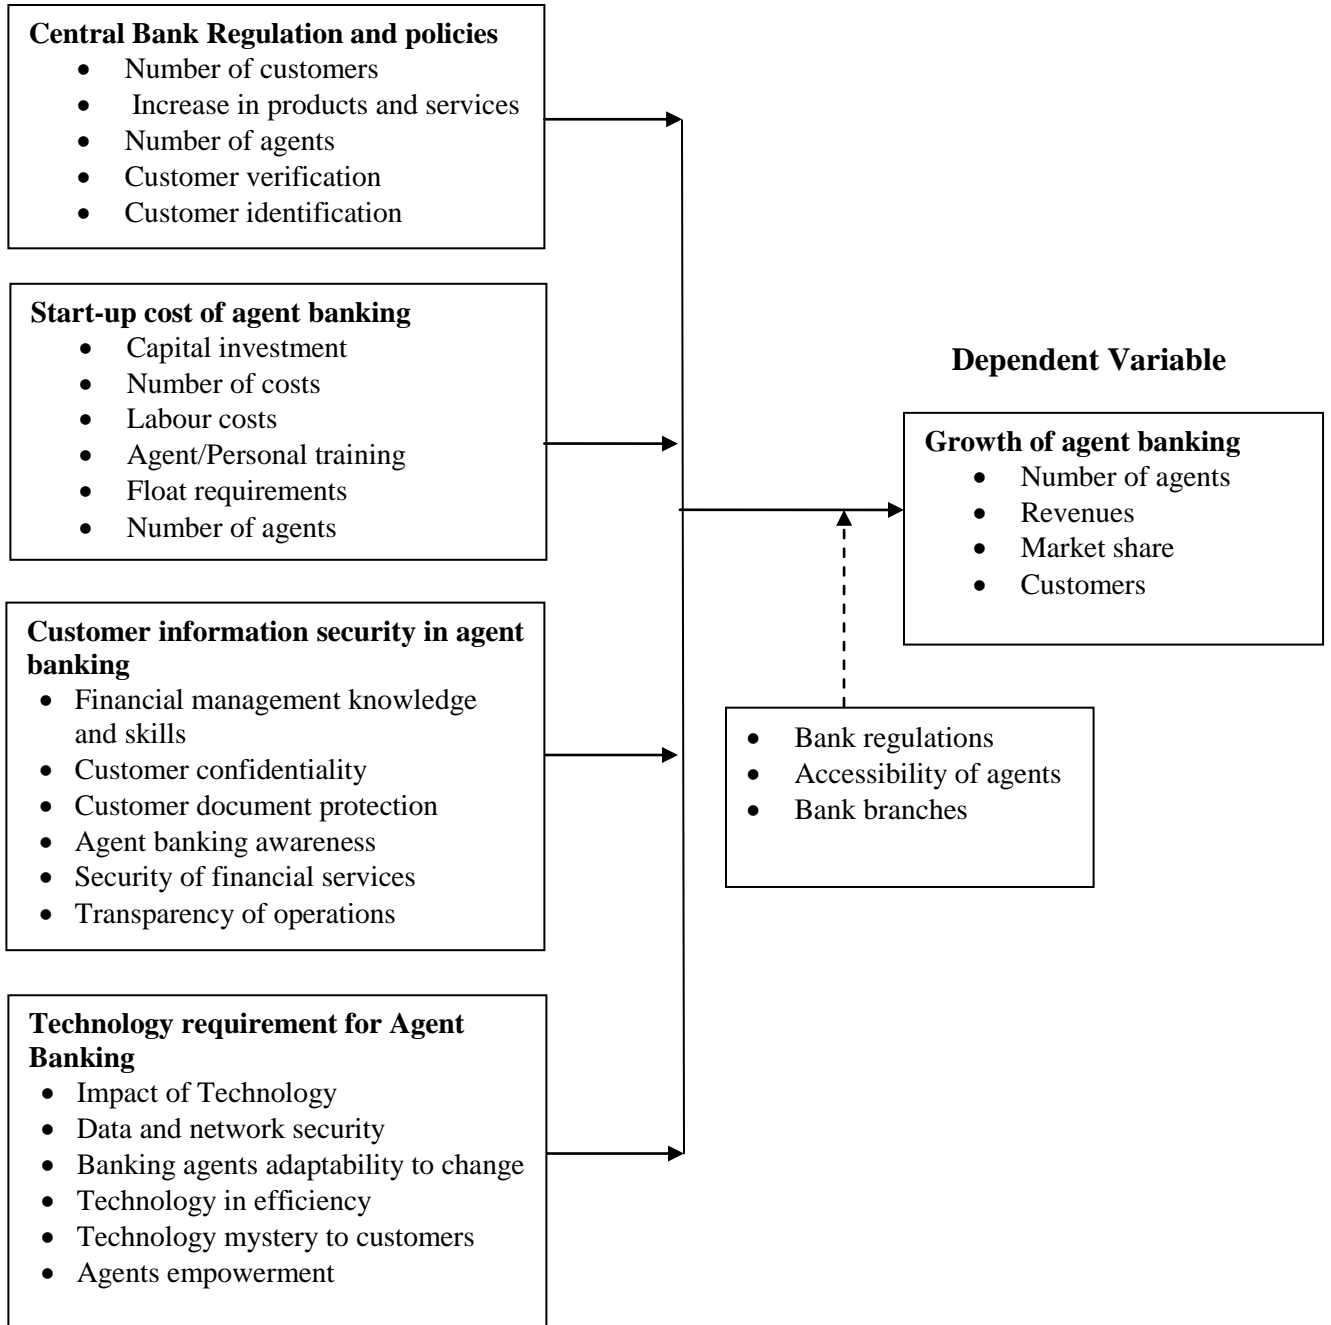 Central Bank Regulation and policies
• Number of customers
• Increase in products and services
• Number of agents
• Customer verification
• Customer identification
Start-up cost of agent banking
• Capital investment
• Number of costs
• Labour costs
• Agent/Personal training
• Float requirements
• Number of agents
Customer information security in agent
banking
• Financial management knowledge
and skills
• Customer confidentiality
• Customer document protection
• Agent banking awareness
• Security of financial services
• Transparency of operations
Technology requirement for Agent
Banking
• Impact of Technology
• Data and network security
• Banking agents adaptability to change
• Technology in efficiency
• Technology mystery to customers
• Agents empowerment
Dependent Variable
Growth of agent banking
• Number of agents
• Revenues
• Market share
• Customers
• Bank regulations
• Accessibility of agents
• Bank branches